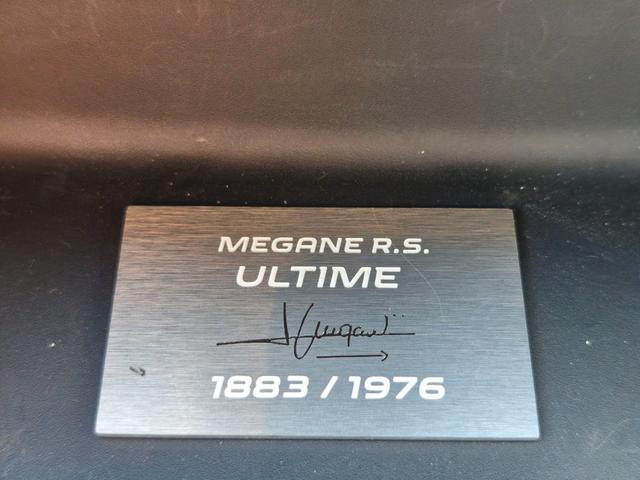 MEGANE R.S.
ULTIME
1883 / 1976